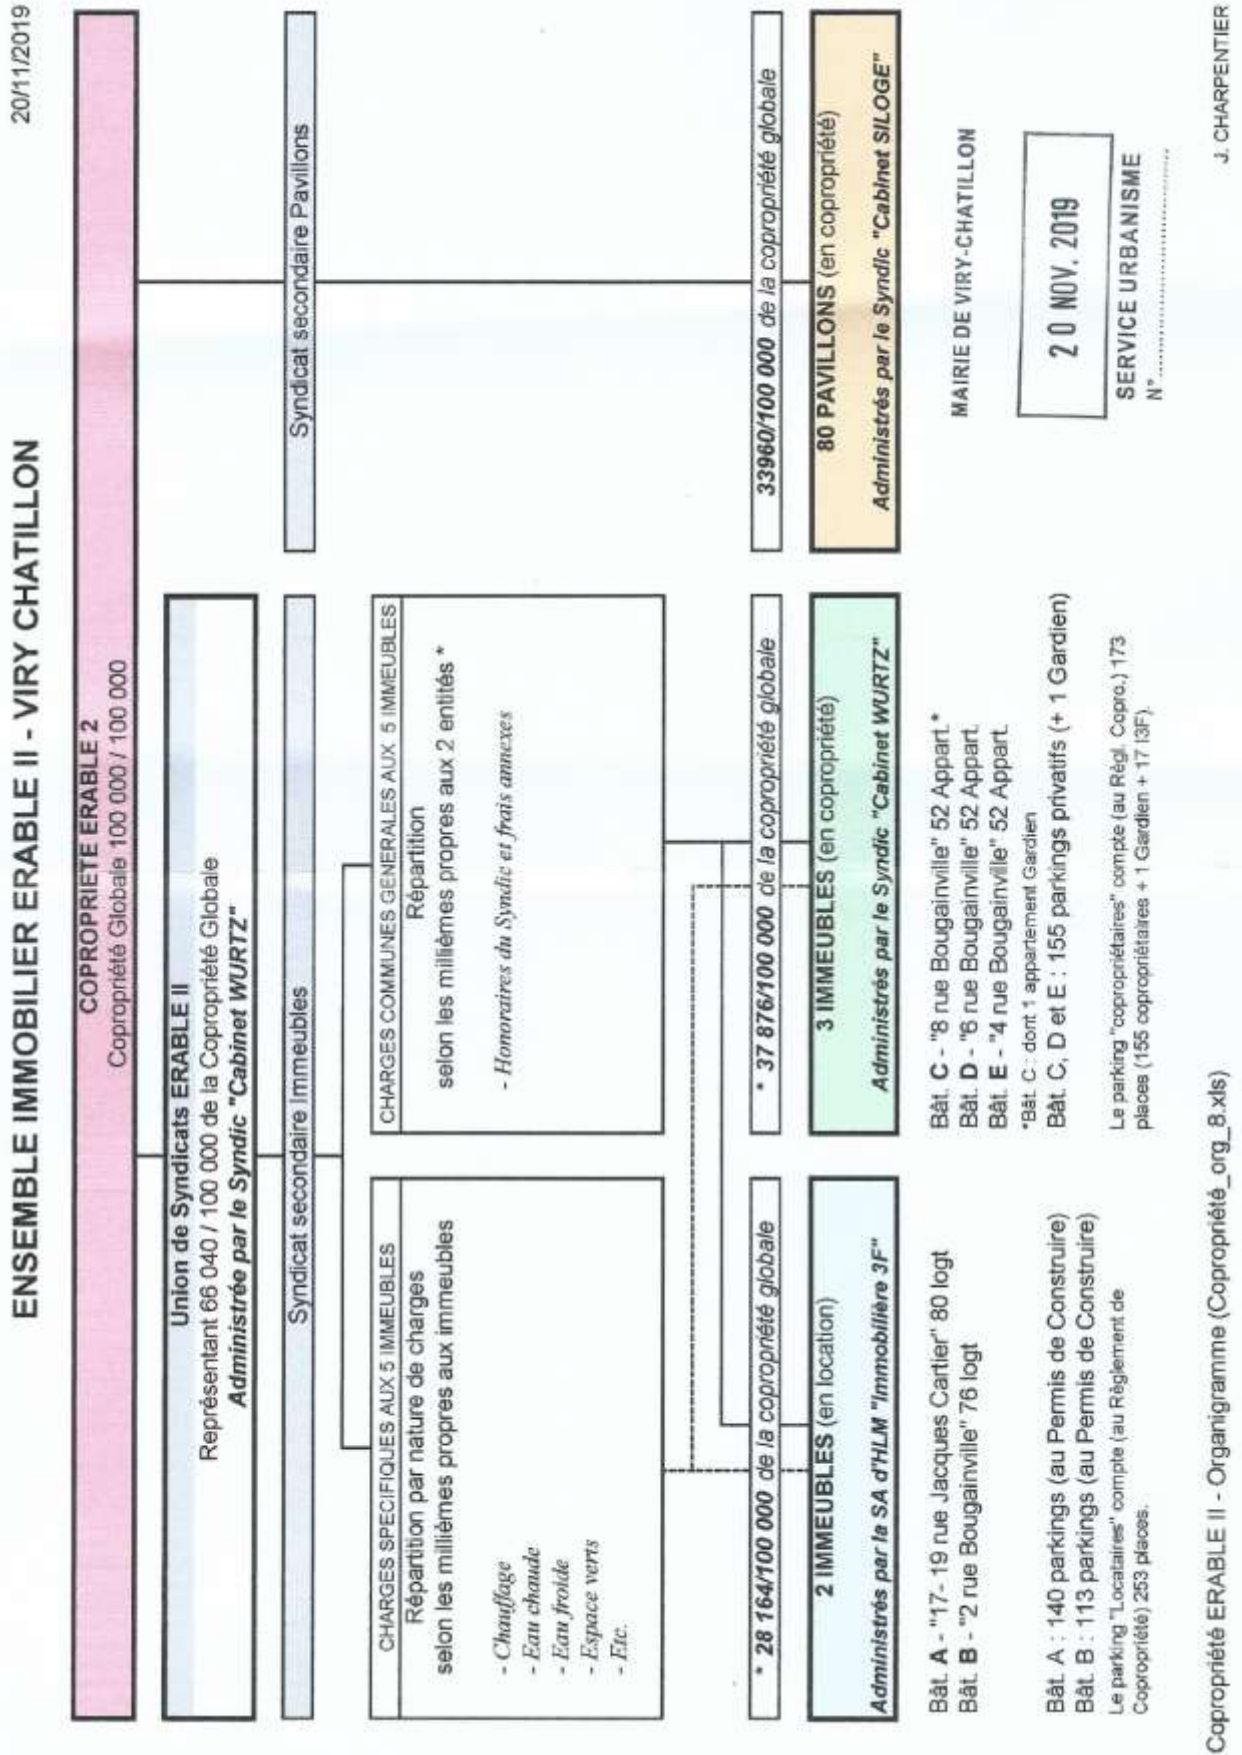 ENSEMBLE IMMOBILIER ERABLE II - VIRY CHATILLON
20/11/2019
COPROPRIETE ERABLE 2
Copropriété Globale 100 000 / 100 000
Union de Syndicats ERABLE II
Représentant 66 040 / 100 000 de la Copropriété Globale
Administrée par le Syndic "Cabinet WURTZ"
Syndicat secondaire Immeubles
Syndicat secondaire Pavillons
CHARGES SPECIFIQUES AUX 5 IMMEUBLES
Répartition par nature de charges
selon les millièmes propres aux immeubles
- Chauffage
- Eau chaude
- Eau froide
- Espace verts
- Etc.
CHARGES COMMUNES GENERALES AUX 5 IMMEUBLES
Répartition
selon les millièmes propres aux 2 entités *
- Honoraires du Syndic et frais annexes
* 28 164/100 000 de la copropriété globale
* 37 876/100 000 de la copropriété globale
33960/100 000 de la copropriété globale
2 IMMEUBLES (en location)
Administrés par la SA d'HLM "Immobilière 3F"
3 IMMEUBLES (en copropriété)
Administrés par le Syndic "Cabinet WURTZ"
80 PAVILLONS (en copropriété)
Administrés par le Syndic "Cabinet SILOGE"
Bât. A - "17- 19 rue Jacques Cartier" 80 logt
Bât. B - "2 rue Bougainville" 76 logt
Bât. A : 140 parkings (au Permis de Construire)
Bât. B : 113 parkings (au Permis de Construire)
Le parking "Locataires" compte (au Règlement de
Copropriété) 253 places.
Bât. C - "8 rue Bougainville" 52 Appart.*
Bât. D - "6 rue Bougainville" 52 Appart.
Bât. E - "4 rue Bougainville" 52 Appart.
*Bât. C : dont 1 appartement Gardien
Bât. C, D et E : 155 parkings privatifs (+ 1 Gardien)
Le parking "copropriétaires" compte (au Règl. Copro.) 173
places (155 copropriétaires + 1 Gardien + 17 I3F).
MAIRIE DE VIRY-CHATILLON
20 NOV. 2019
SERVICE URBANISME
N°
Copropriété ERABLE II - Organigramme (Copropriété_org_8.xls)
J. CHARPENTIER